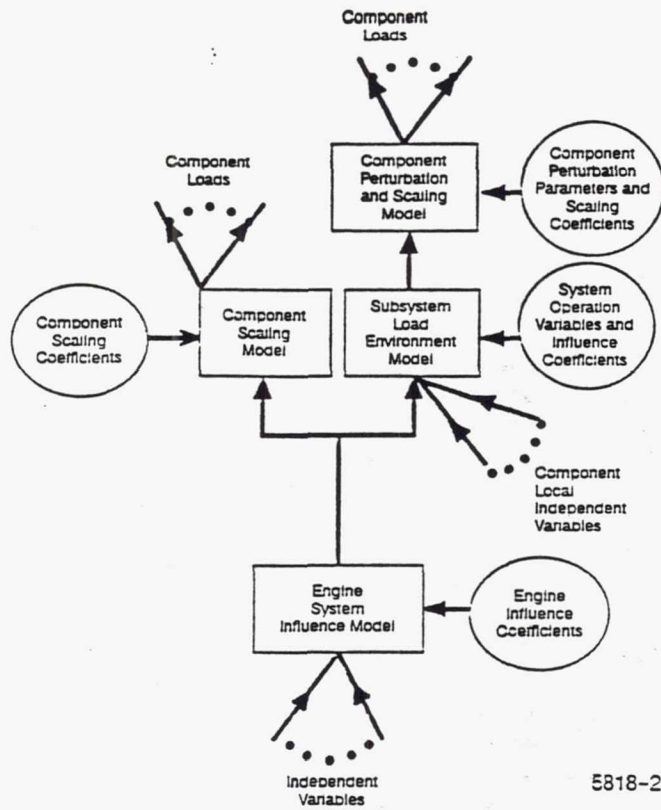 Component
Loads
Component
Loads
Component
Perturbation
and Scaling
Model
Component
Perturbation
Parameters and
Scaling
Coefficients
Component
Scaling
Coefficients
Component
Scaling
Model
Subsystem
Load
Environment
Model
System
Operation
Variables and
Influence
Coefficients
Component
Local
Independent
Variables
Engine
System
Influence Model
Engine
Influence
Coefficients
Independent
Variables
5818-2